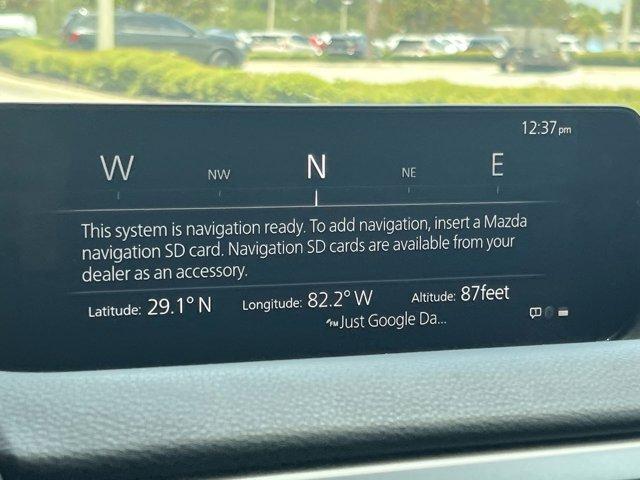 12:37pm
W NW N NE E
This system is navigation ready. To add navigation, insert a Mazda
navigation SD card. Navigation SD cards are available from your
dealer as an accessory.
Latitude: 29.1° N Longitude: 82.2° W Altitude: 87feet
FM Just Google Da...